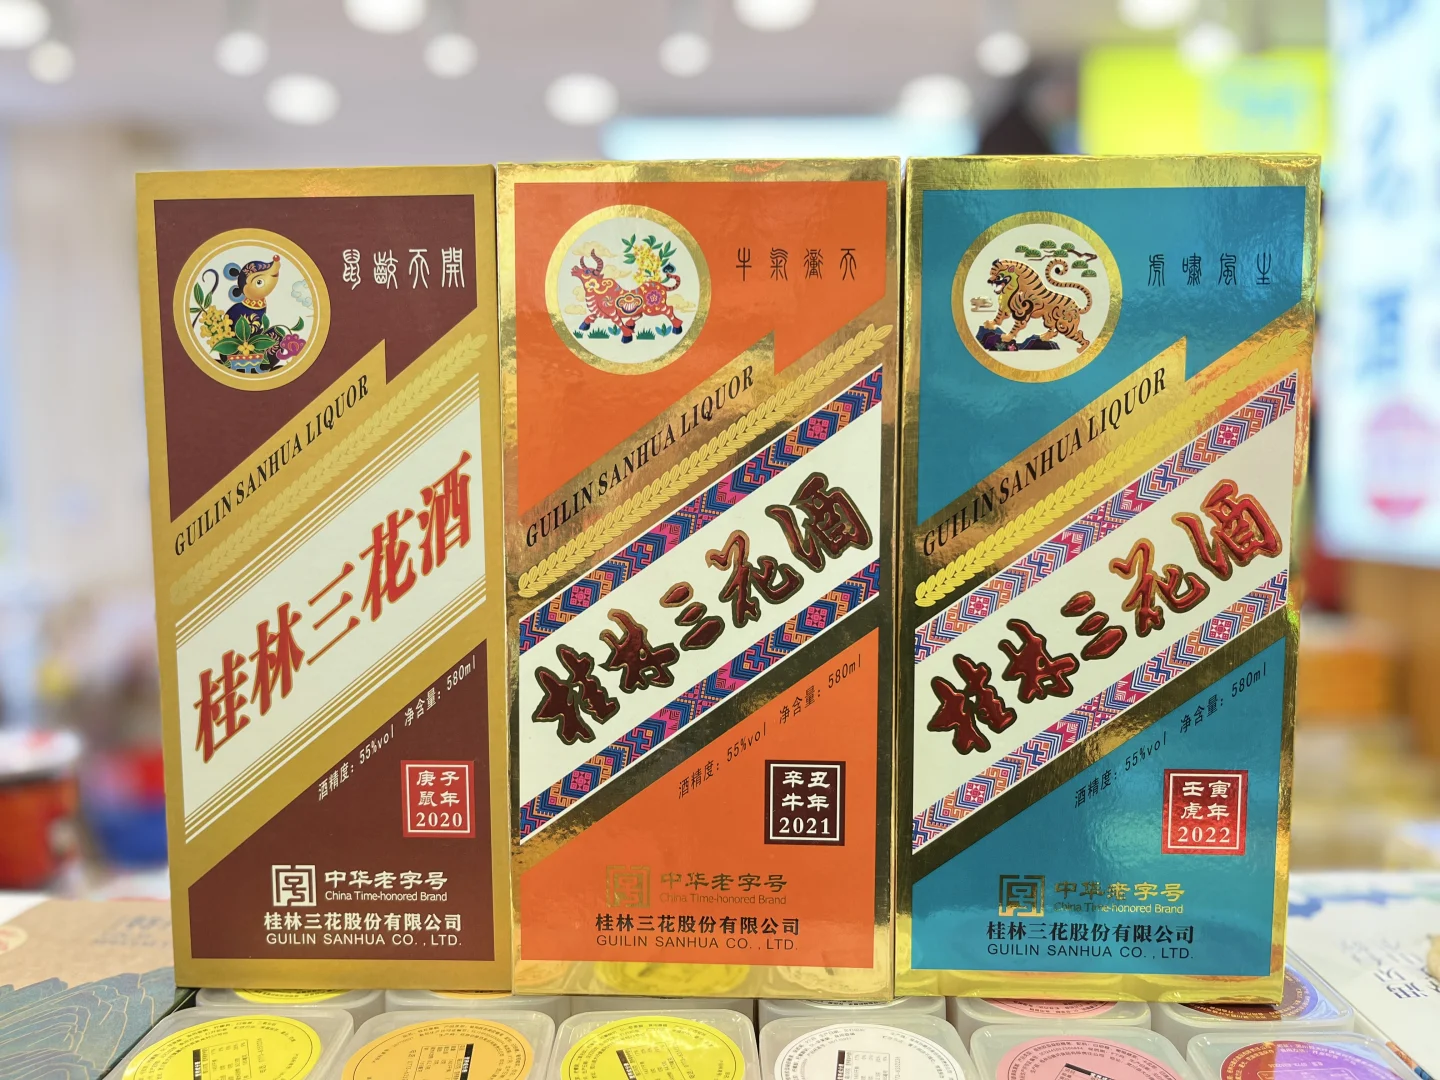 鼠齩天開
GUILIN SANHUA LIQUOR
桂林三花酒
酒精度：55%vol 净含量：580ml
庚子
鼠年
2020
中华老字号
China Time-honored Brand
桂林三花股份有限公司
GUILIN SANHUA CO.,LTD.
牛氣衝天
GUILIN SANHUA LIQUOR
桂林三花酒
酒精度：55%vol 净含量：580ml
辛丑
牛年
2021
中华老字号
China Time-honored Brand
桂林三花股份有限公司
GUILIN SANHUA CO.,LTD.
虎嘯風生
GUILIN SANHUA LIQUOR
桂林三花酒
酒精度：55%vol 净含量：580ml
壬寅
虎年
2022
中华老字号
China Time-honored Brand
桂林三花股份有限公司
GUILIN SANHUA CO.,LTD.